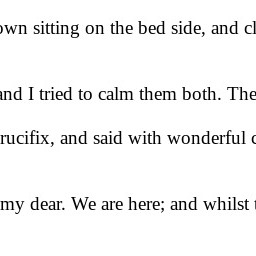 own sitting on the bed side, and cl
and I tried to calm them both. The
rucifix, and said with wonderful c
my dear. We are here; and whilst t